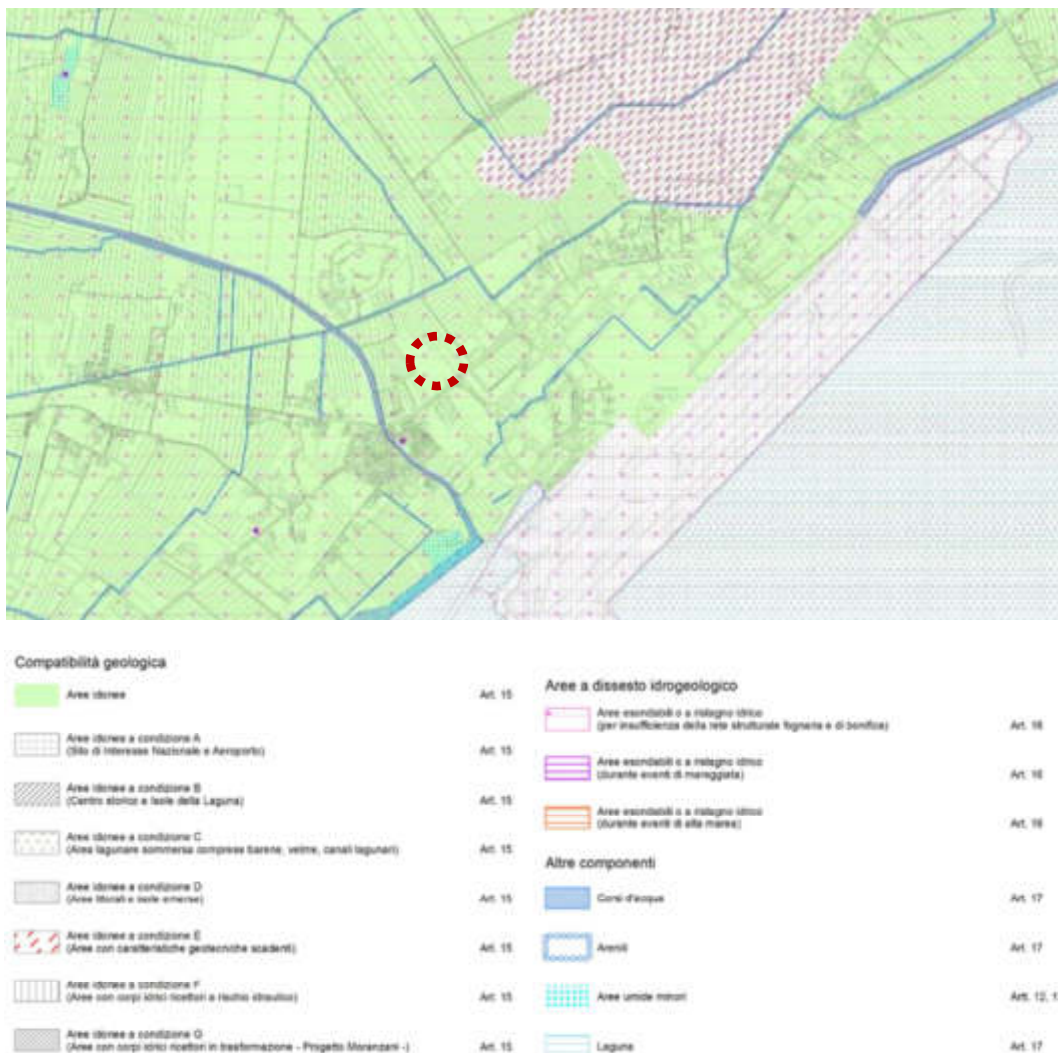 Compatibilità geologica
Aree idonee
Art. 15
Aree idonee a condizione A
(Sito di Interesse Nazionale e Aeroporto)
Art. 15
Aree idonee a condizione B
(Centro storico e Isole della Laguna)
Art. 15
Aree idonee a condizione C
(Area lagunare sommersa comprese barene, velme, canali lagunari)
Art. 15
Aree idonee a condizione D
(Aree litorali e isole emerse)
Art. 15
Aree idonee a condizione E
(Aree con caratteristiche geotecniche scadenti)
Art. 15
Aree idonee a condizione F
(Aree con corpi idrici ricettori a rischio idraulico)
Art. 15
Aree idonee a condizione G
(Aree con corpi idrici ricettori in trasformazione - Progetto Moranzani -)
Art. 15
Aree a dissesto idrogeologico
Aree esondabili o a ristagno idrico
(per insufficienza della rete strutturale fognaria e di bonifica)
Art. 16
Aree esondabili o a ristagno idrico
(durante eventi di mareggiata)
Art. 16
Aree esondabili o a ristagno idrico
(durante eventi di alta marea)
Art. 16
Altre componenti
Corsi d'acqua
Art. 17
Arenili
Art. 17
Aree umide minori
Artt. 12, 1
Laguna
Art. 17